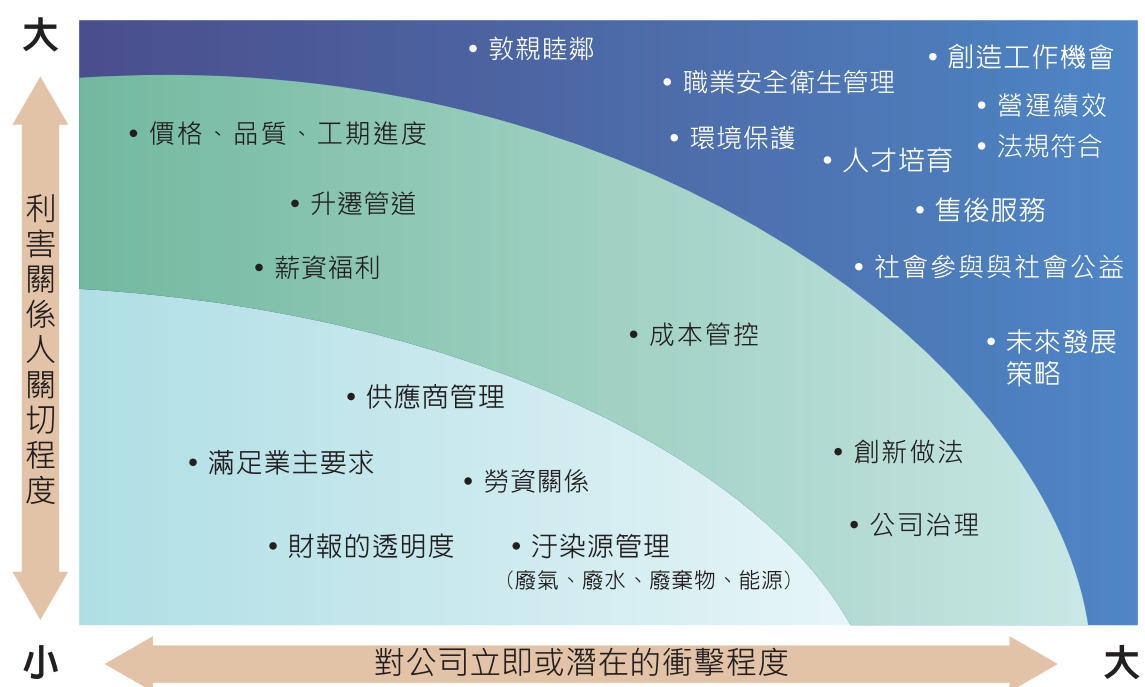 大
利害關係人關切程度
• 敦親睦鄰
• 職業安全衛生管理
• 創造工作機會
• 營運績效
• 環境保護
• 法規符合
• 人才培育
• 售後服務
• 社會參與與社會公益
• 未來發展
策略
• 價格、品質、工期進度
• 升遷管道
• 薪資福利
• 成本管控
• 創新做法
• 公司治理
• 供應商管理
• 滿足業主要求
• 勞資關係
• 財報的透明度
• 汙染源管理
（廢氣、廢水、廢棄物、能源）
小
對公司立即或潛在的衝擊程度
大